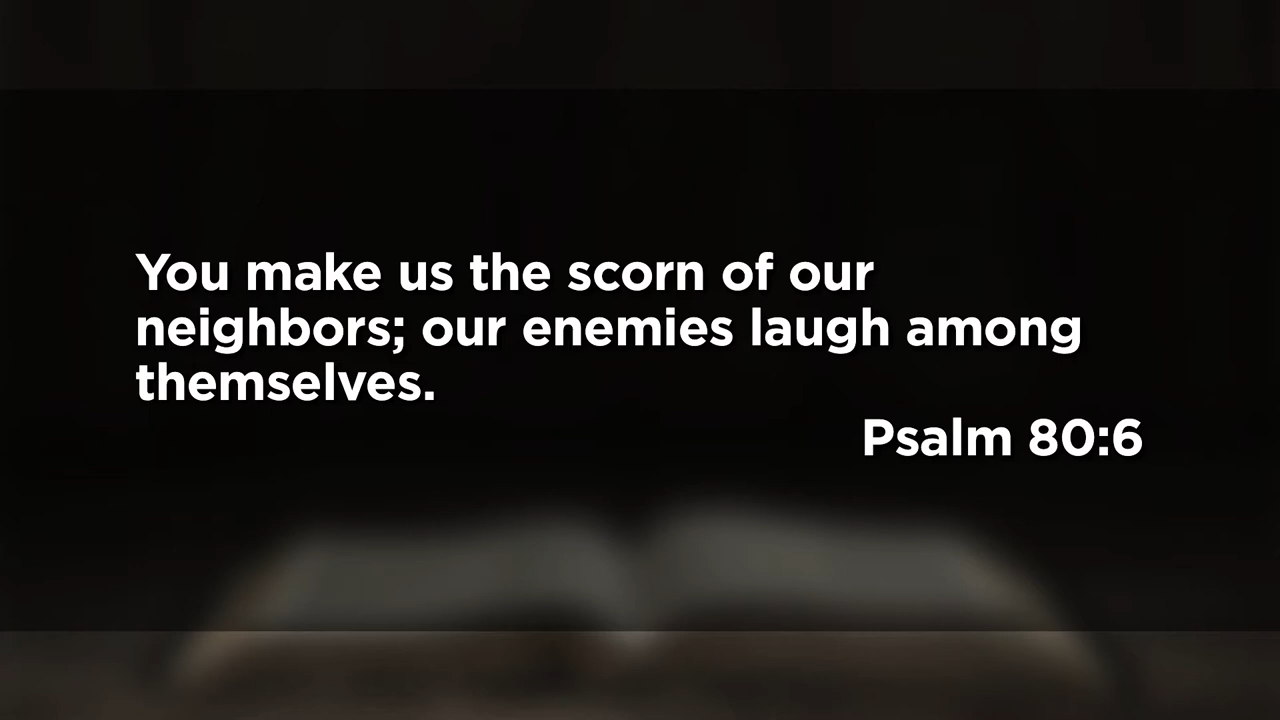 You make us the scorn of our
neighbors; our enemies laugh among
themselves.
Psalm 80:6